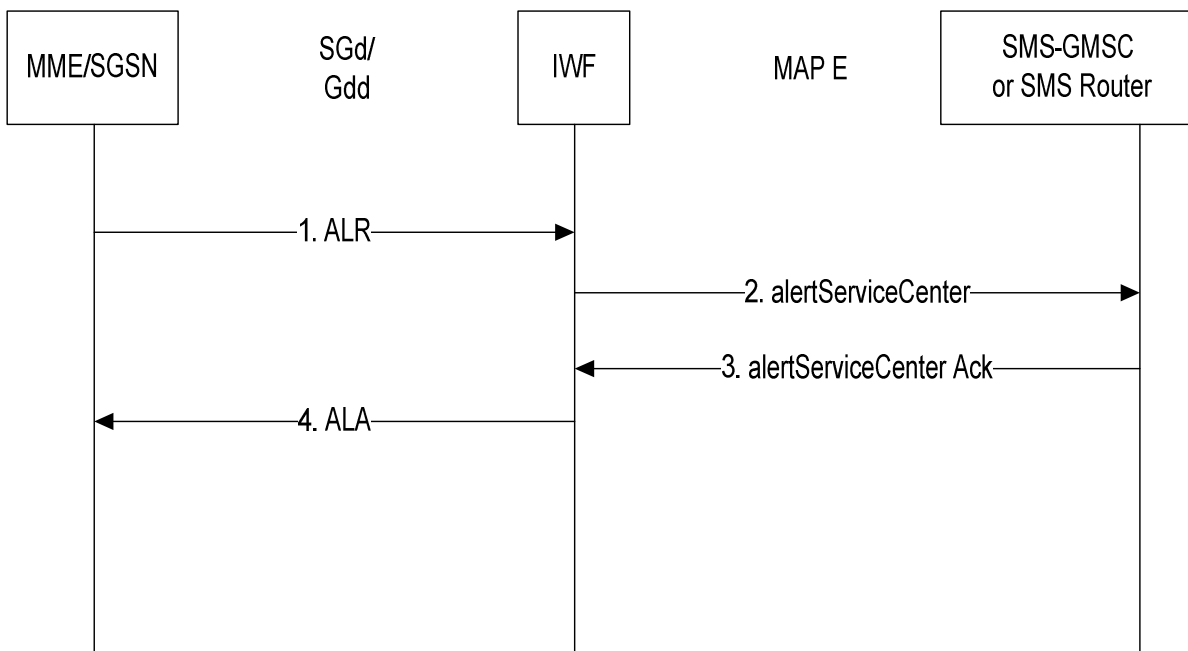 MME/SGSN
SGd/
Gdd
IWF
MAP E
SMS-GMSC
or SMS Router
1. ALR
2. alertServiceCenter
3. alertServiceCenter Ack
4. ALA